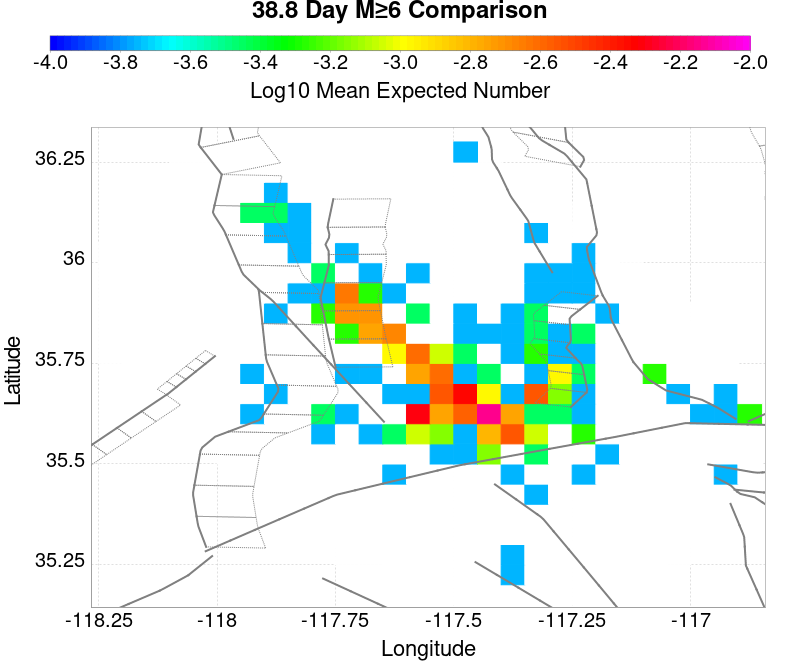 38.8 Day M≥6 Comparison
-4.0 -3.8 -3.6 -3.4 -3.2 -3.0 -2.8 -2.6 -2.4 -2.2 -2.0
Log10 Mean Expected Number
36.25
36
35.75
35.5
35.25
Latitude
-118.25 -118 -117.75 -117.5 -117.25 -117
Longitude